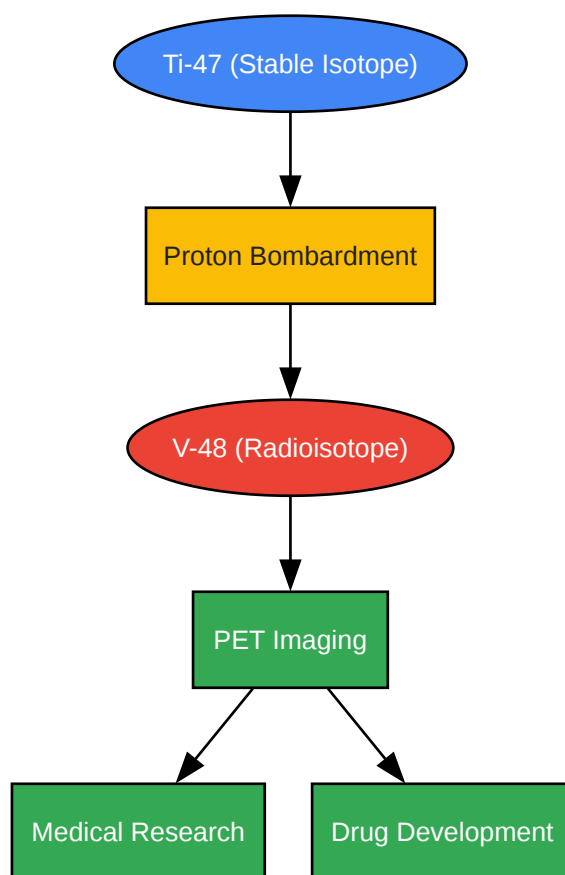 Ti-47 (Stable Isotope)
Proton Bombardment
V-48 (Radioisotope)
PET Imaging
Medical Research
Drug Development